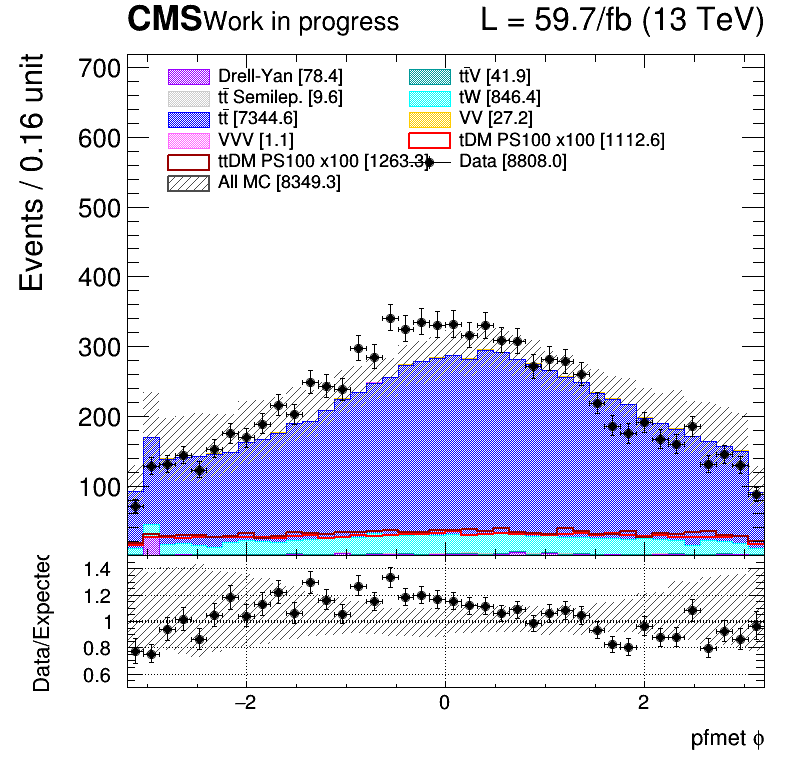 CMS Work in progress L = 59.7/fb (13 TeV)
Events / 0.16 unit
700
600
500
400
300
200
100
Drell-Yan [78.4] tt̄V [41.9]
tt̄ Semilep. [9.6] tW [846.4]
tt̄ [7344.6] VV [27.2]
VVV [1.1] tDM PS100 x100 [1112.6]
ttDM PS100 x100 [1263.3] Data [8808.0]
All MC [8349.3]
Data/Expected
1.4
1.2
1
0.8
0.6
−2 0 2
pfmet ϕ